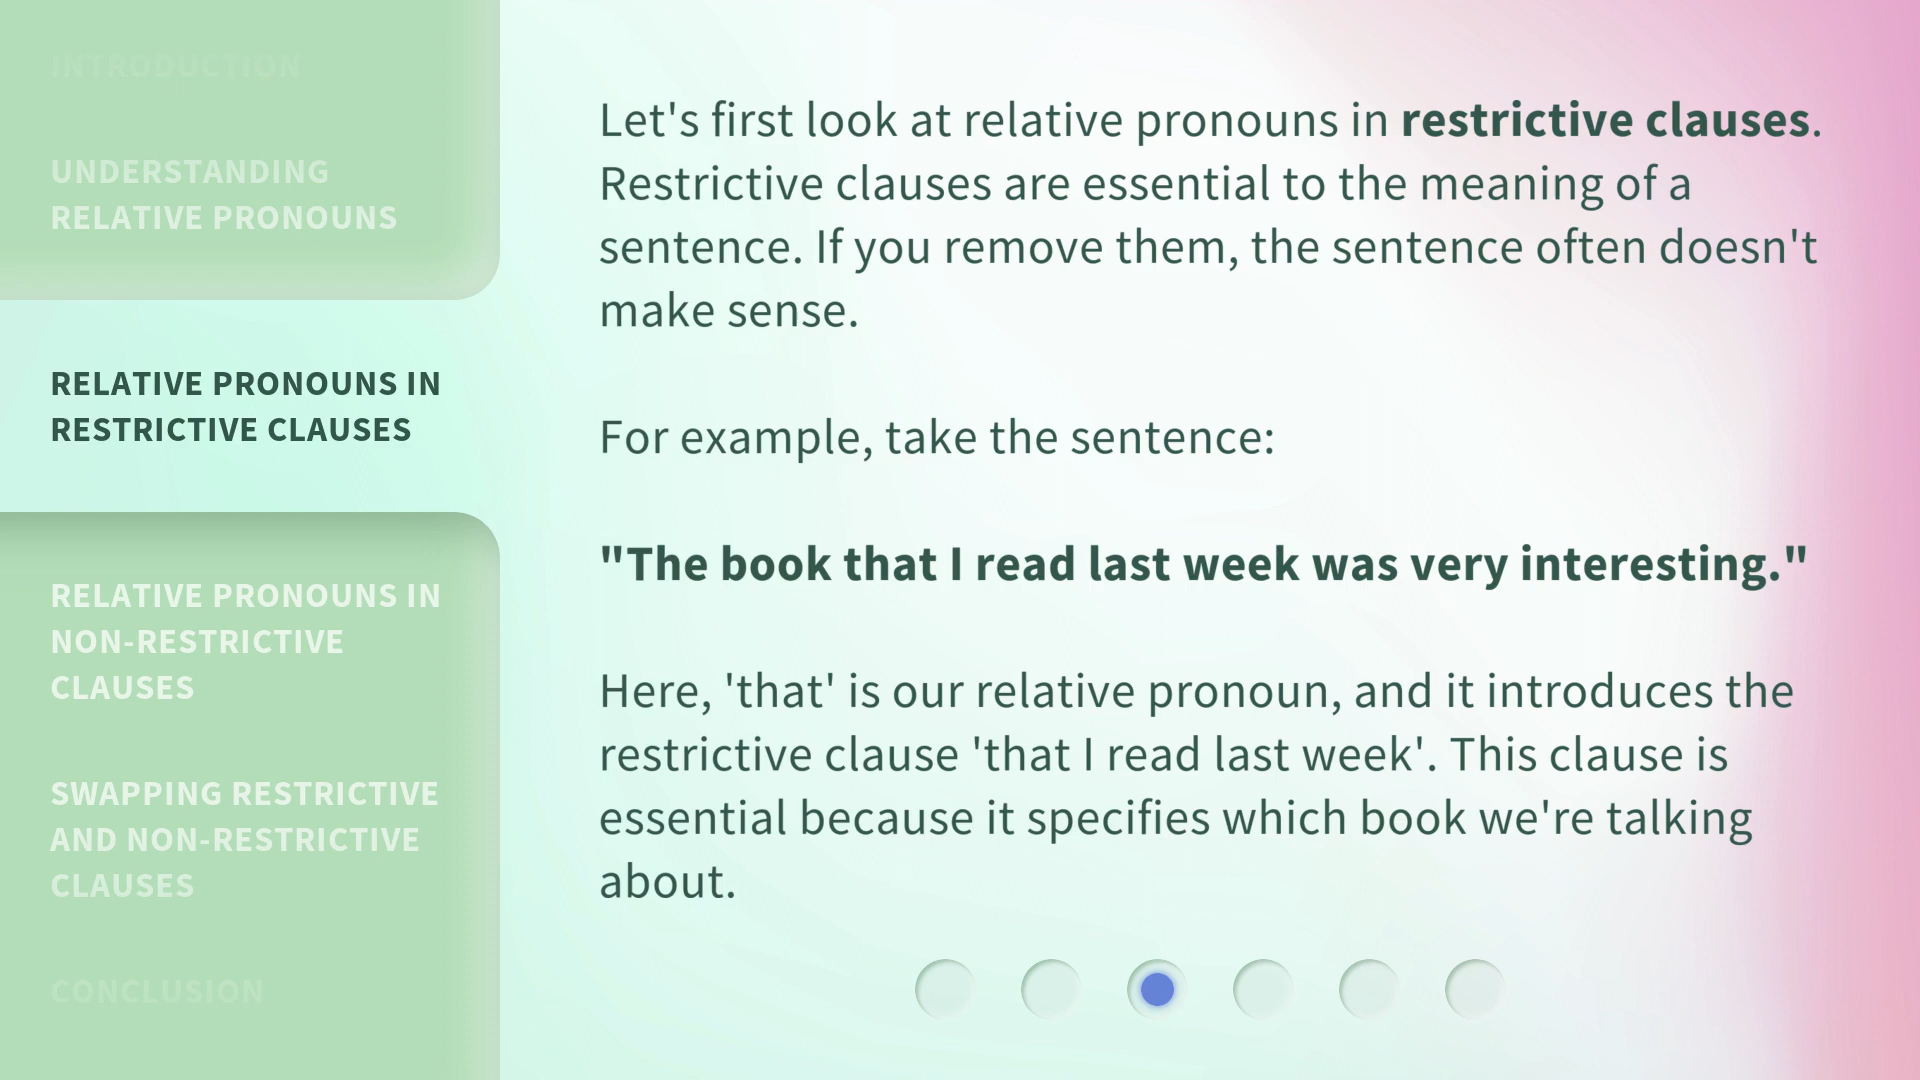 INTRODUCTION
UNDERSTANDING
RELATIVE PRONOUNS
RELATIVE PRONOUNS IN
RESTRICTIVE CLAUSES
RELATIVE PRONOUNS IN
NON-RESTRICTIVE
CLAUSES
SWAPPING RESTRICTIVE
AND NON-RESTRICTIVE
CLAUSES
CONCLUSION
Let's first look at relative pronouns in restrictive clauses.
Restrictive clauses are essential to the meaning of a
sentence. If you remove them, the sentence often doesn't
make sense.
For example, take the sentence:
"The book that I read last week was very interesting."
Here, 'that' is our relative pronoun, and it introduces the
restrictive clause 'that I read last week'. This clause is
essential because it specifies which book we're talking
about.